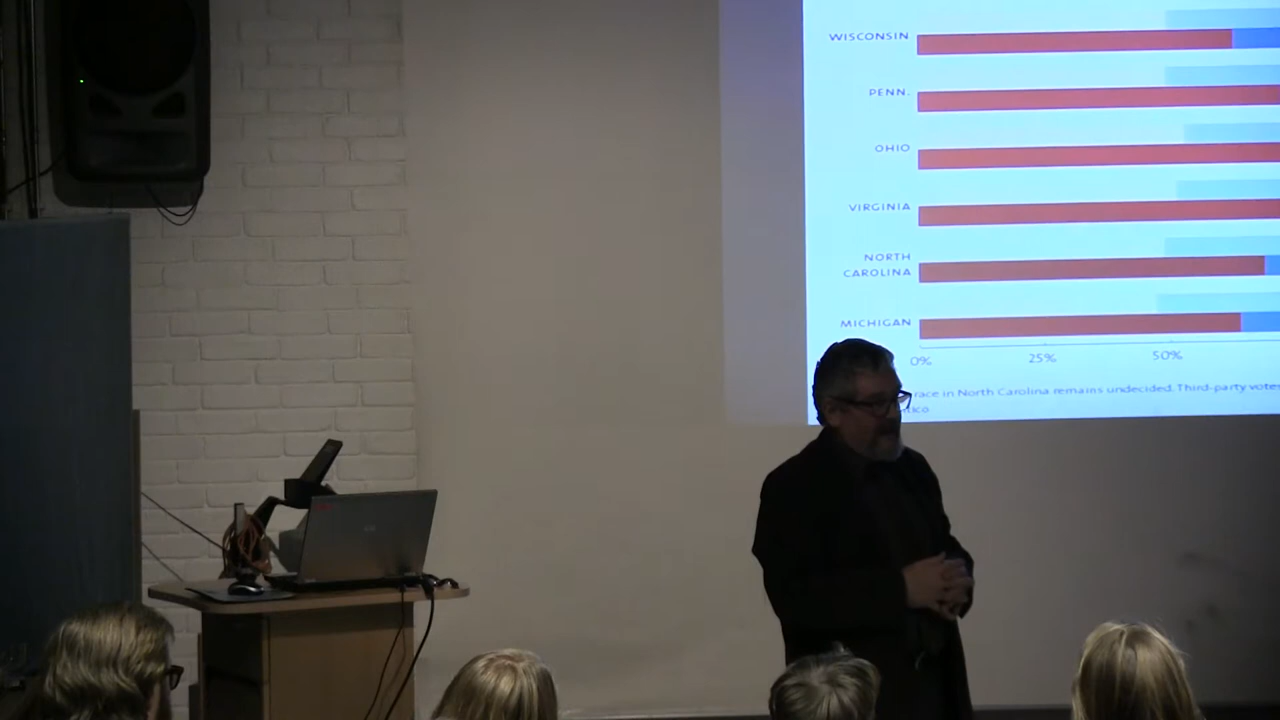 WISCONSIN
PENN.
OHIO
VIRGINIA
NORTH
CAROLINA
MICHIGAN
0% 25% 50%
race in North Carolina remains undecided. Third-party votes